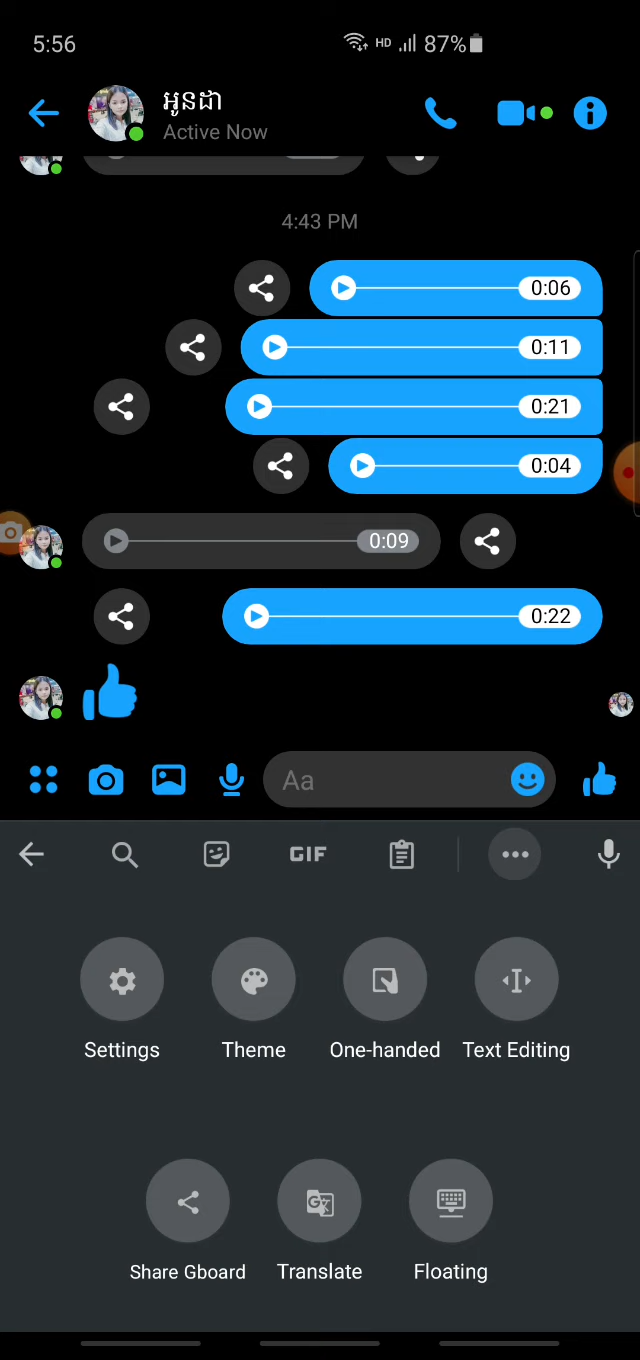 5:56 HD 87%
អូនដា
Active Now
4:43 PM
0:06
0:11
0:21
0:04
0:09
0:22
Aa
GIF
Settings Theme One-handed Text Editing
Share Gboard Translate Floating